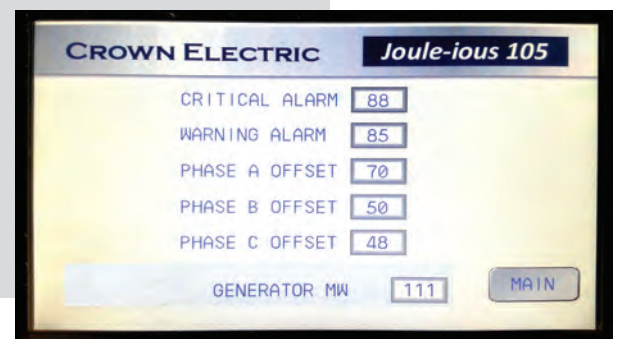 CROWN ELECTRIC Joule-ious 105
CRITICAL ALARM 88
WARNING ALARM 85
PHASE A OFFSET 70
PHASE B OFFSET 50
PHASE C OFFSET 48
GENERATOR MW 111 MAIN